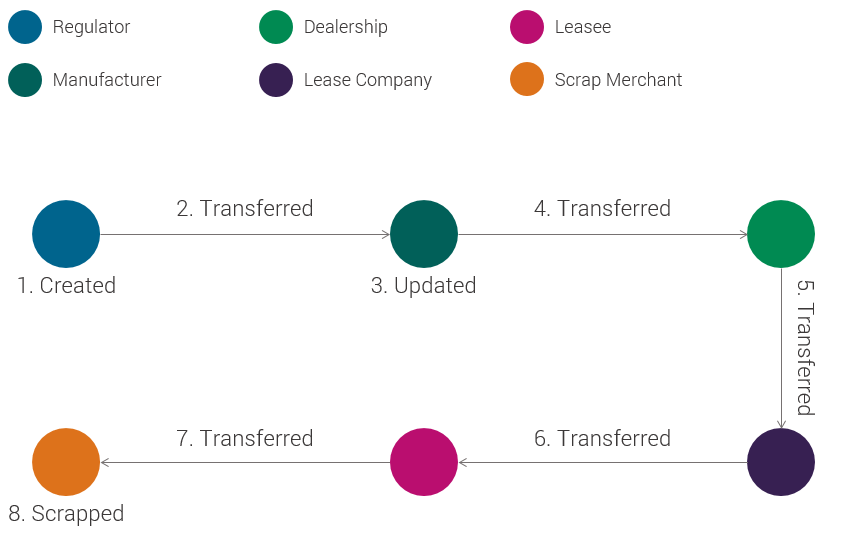 Regulator
Dealership
Leasee
Manufacturer
Lease Company
Scrap Merchant
2. Transferred
4. Transferred
1. Created
3. Updated
5. Transferred
7. Transferred
6. Transferred
8. Scrapped